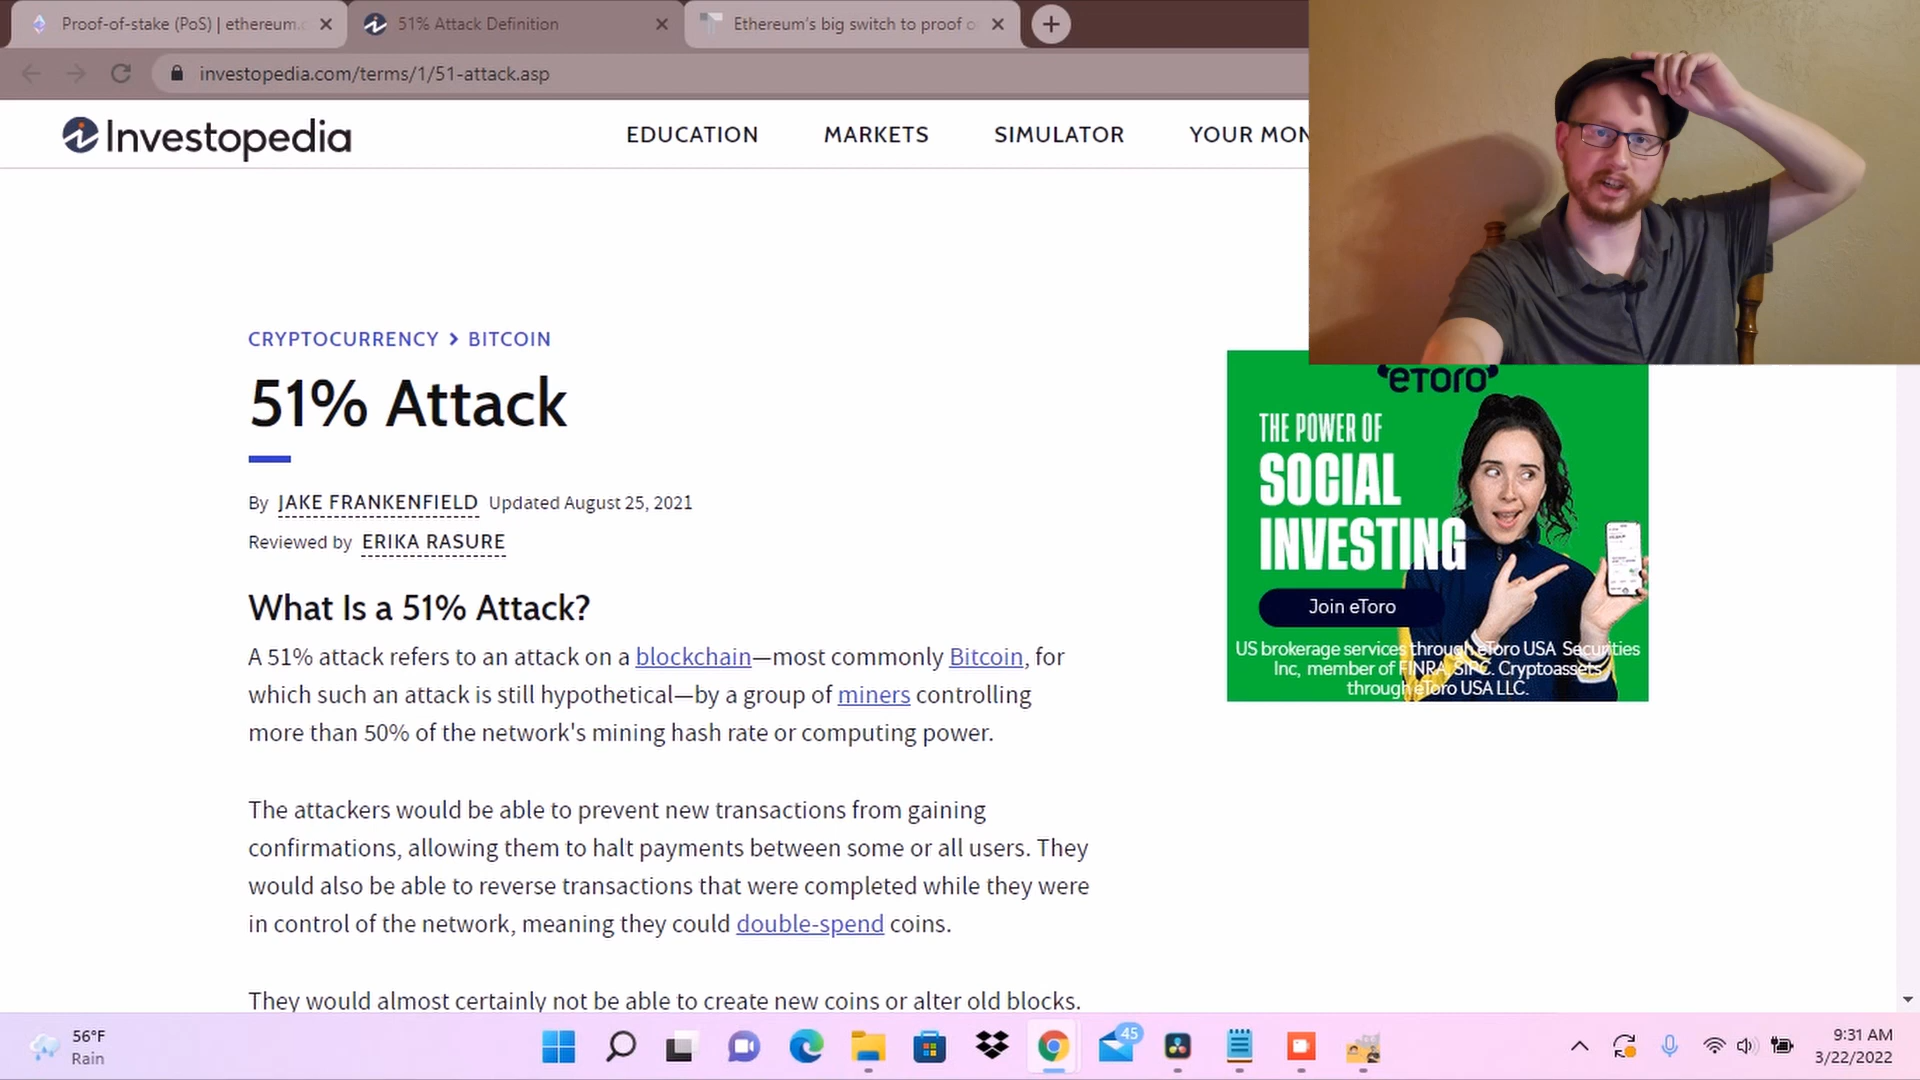 Proof-of-stake (PoS) | ethereum.o
51% Attack Definition
Ethereum's big switch to proof o
investopedia.com/terms/1/51-attack.asp
Investopedia
EDUCATION
MARKETS
SIMULATOR
YOUR MON
CRYPTOCURRENCY > BITCOIN
51% Attack
By JAKE FRANKENFIELD Updated August 25, 2021
Reviewed by ERIKA RASURE
What Is a 51% Attack?
A 51% attack refers to an attack on a blockchain—most commonly Bitcoin, for
which such an attack is still hypothetical—by a group of miners controlling
more than 50% of the network's mining hash rate or computing power.
The attackers would be able to prevent new transactions from gaining
confirmations, allowing them to halt payments between some or all users. They
would also be able to reverse transactions that were completed while they were
in control of the network, meaning they could double-spend coins.
They would almost certainly not be able to create new coins or alter old blocks.
eToro
THE POWER OF
SOCIAL
INVESTING
Join eToro
US brokerage services through eToro USA Securities
Inc, member of FINRA, SIPC. Cryptoassets
through eToro USA LLC.
56°F
Rain
45
9:31 AM
3/22/2022